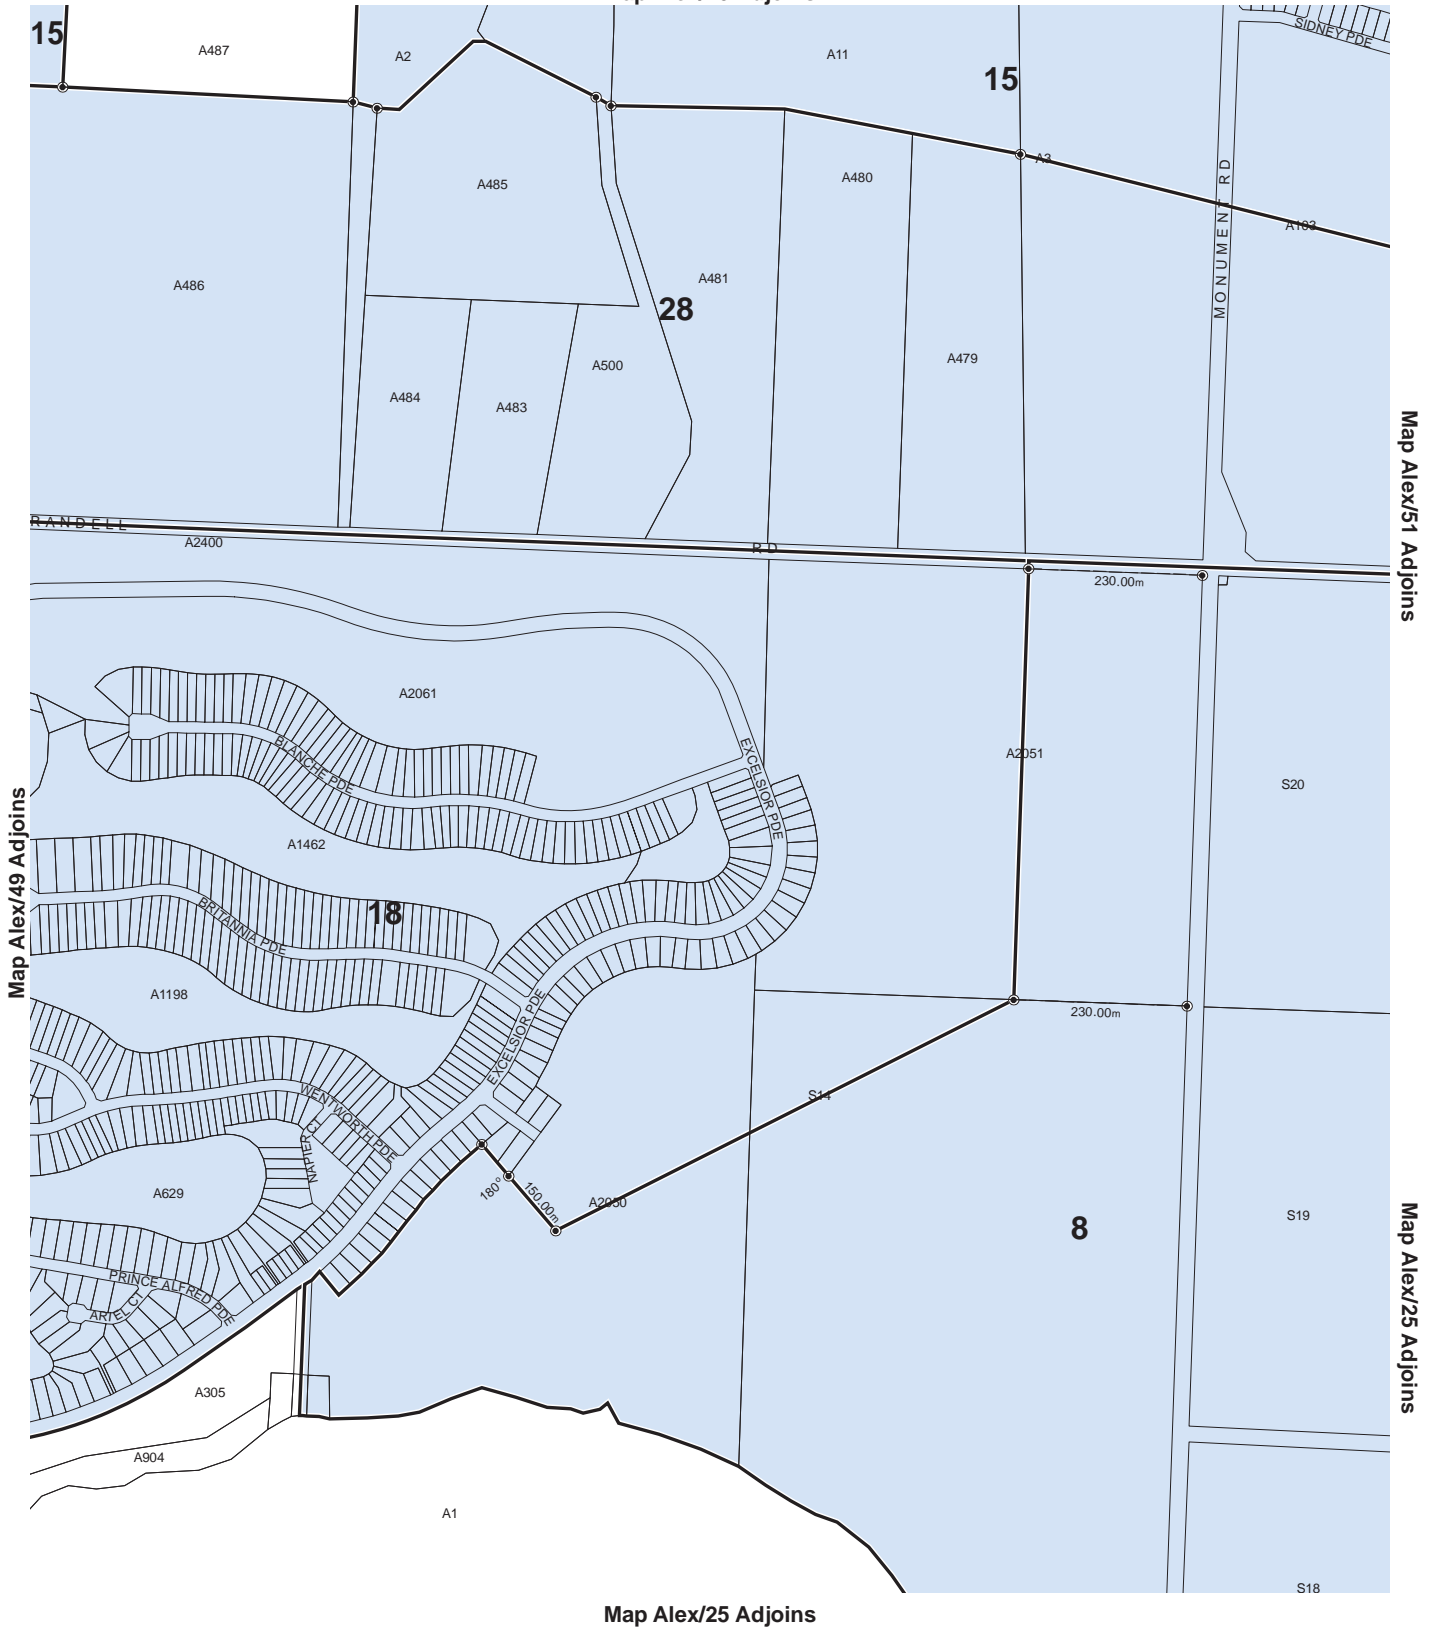 15
A487
A2
A11
15
SIDNEY PDE
A3
A485
A480
MONUMENT RD
A103
A486
A481
28
A479
A500
A484
A483
Map Alex/51 Adjoins
RANDELL
RD
A2400
230.00m
A2061
EXCELSIOR PDE
BLANCHE PDE
A2051
S20
Map Alex/49 Adjoins
A1462
18
BRITANNIA PDE
A1198
EXCELSIOR PDE
230.00m
WENTWORTH PDE
S14
NAPIER CT
A629
180°
150.00m
A2050
8
S19
Map Alex/25 Adjoins
PRINCE ALFRED PDE
ARIEL CT
A305
A904
A1
S18
Map Alex/25 Adjoins